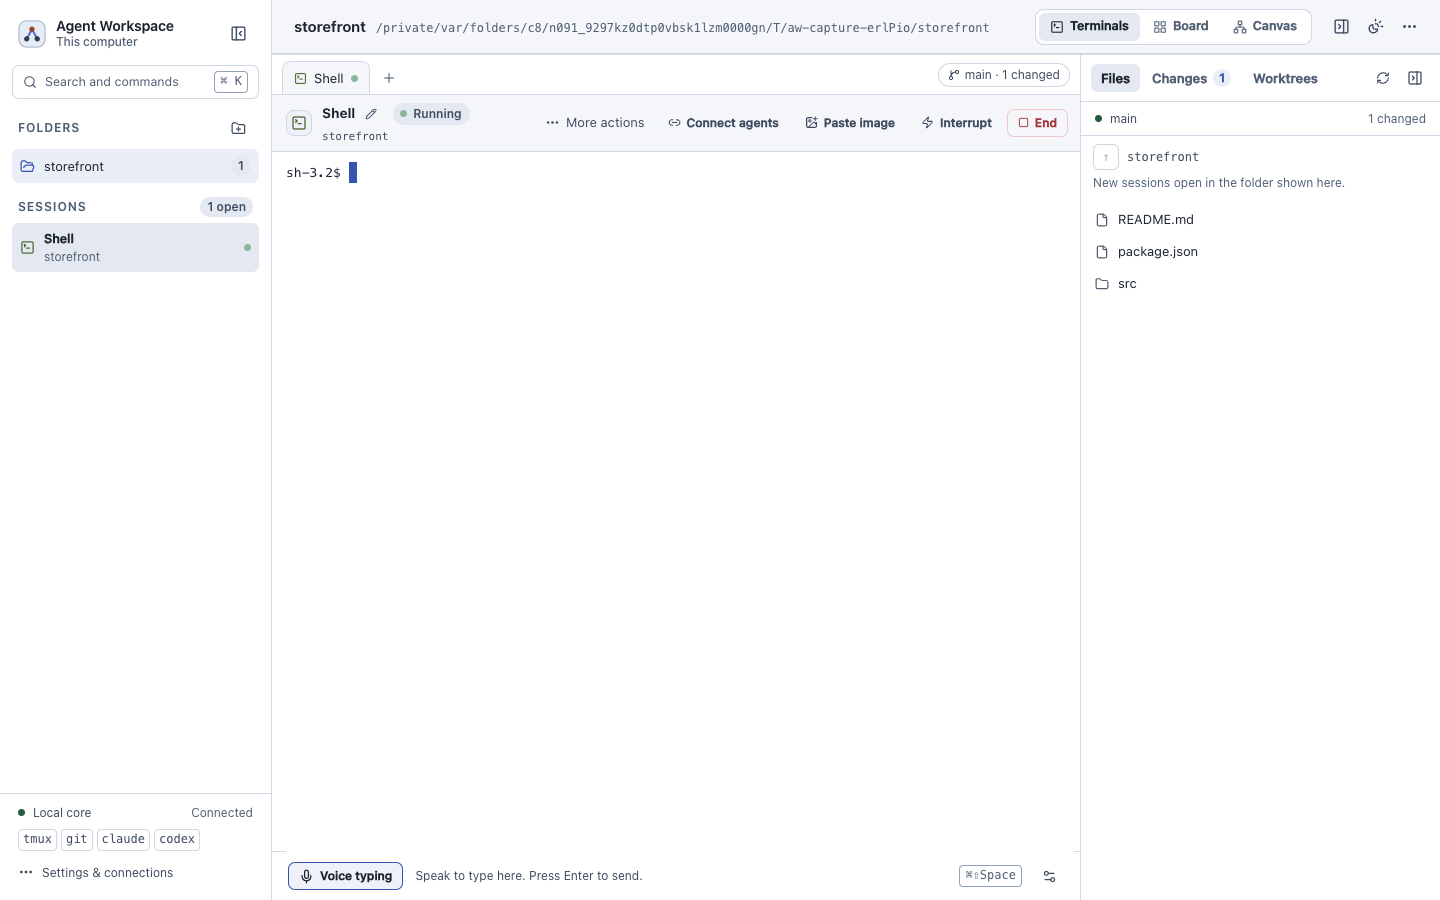 Agent Workspace
This computer
Search and commands ⌘ K
FOLDERS
storefront 1
SESSIONS 1 open
Shell
storefront
Local core Connected
tmux git claude codex
Settings & connections
storefront /private/var/folders/c8/n091_9297kz0dtp0vbsk1lzm0000gn/T/aw-capture-erlPio/storefront
Terminals Board Canvas
Shell
main · 1 changed
Shell Running
storefront
More actions Connect agents Paste image Interrupt End
sh-3.2$
Voice typing Speak to type here. Press Enter to send. ⌘⇧Space
Files Changes 1 Worktrees
main 1 changed
↑ storefront
New sessions open in the folder shown here.
README.md
package.json
src